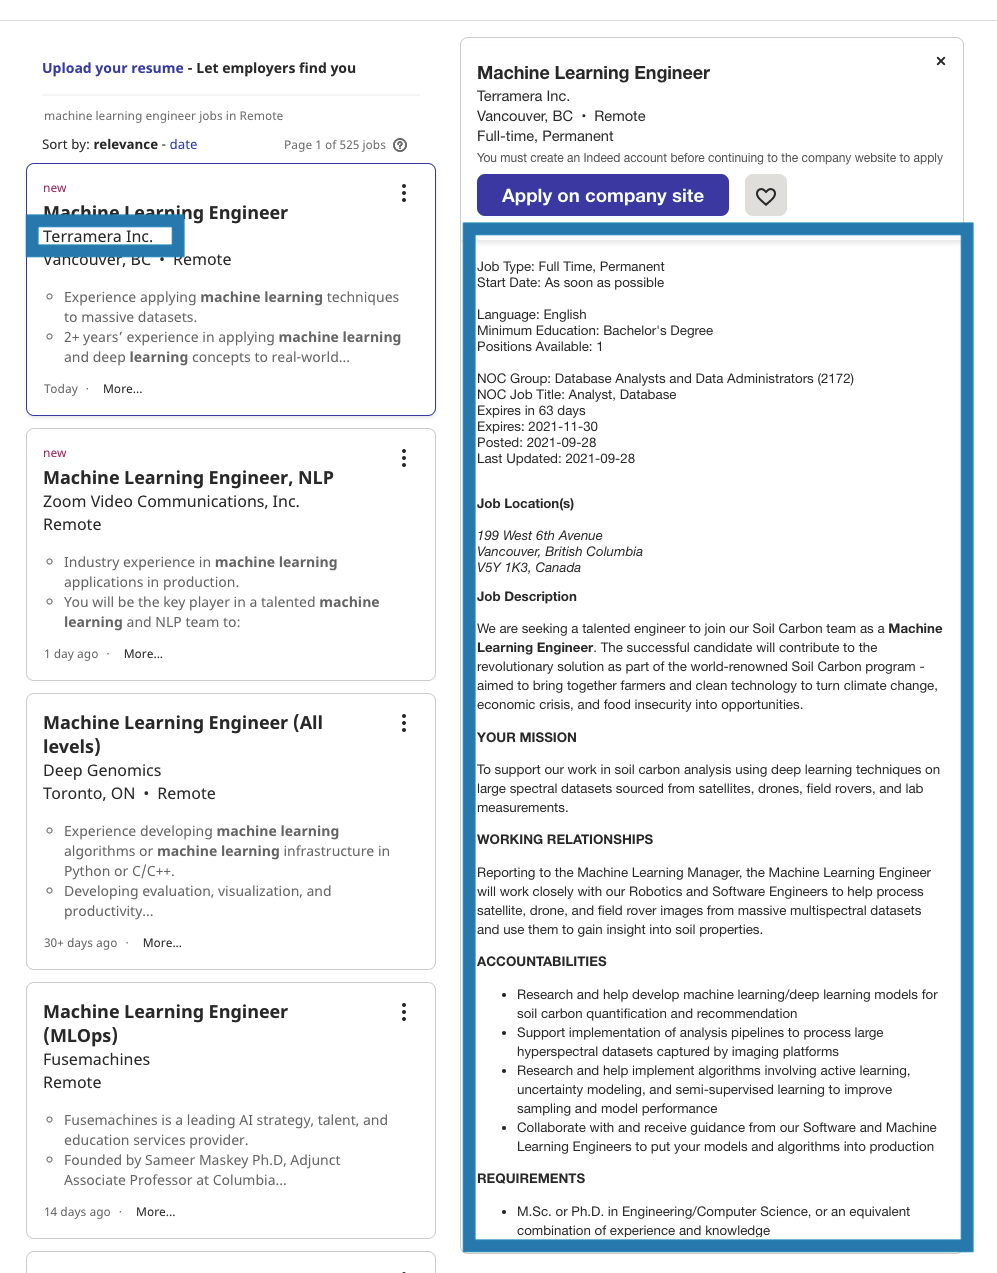 Upload your resume - Let employers find you
machine learning engineer jobs in Remote
Sort by: relevance - date
Page 1 of 525 jobs
new
Machine Learning Engineer
Terramera Inc.
Vancouver, BC • Remote
Experience applying machine learning techniques
to massive datasets.
2+ years’ experience in applying machine learning
and deep learning concepts to real-world...
Today · More...
new
Machine Learning Engineer, NLP
Zoom Video Communications, Inc.
Remote
Industry experience in machine learning
applications in production.
You will be the key player in a talented machine
learning and NLP team to:
1 day ago · More...
Machine Learning Engineer (All
levels)
Deep Genomics
Toronto, ON • Remote
Experience developing machine learning
algorithms or machine learning infrastructure in
Python or C/C++.
Developing evaluation, visualization, and
productivity...
30+ days ago · More...
Machine Learning Engineer
(MLOps)
Fusemachines
Remote
Fusemachines is a leading AI strategy, talent, and
education services provider.
Founded by Sameer Maskey Ph.D, Adjunct
Associate Professor at Columbia...
14 days ago · More...
Machine Learning Engineer
Terramera Inc.
Vancouver, BC • Remote
Full-time, Permanent
You must create an Indeed account before continuing to the company website to apply
Apply on company site
Job Type: Full Time, Permanent
Start Date: As soon as possible
Language: English
Minimum Education: Bachelor's Degree
Positions Available: 1
NOC Group: Database Analysts and Data Administrators (2172)
NOC Job Title: Analyst, Database
Expires in 63 days
Expires: 2021-11-30
Posted: 2021-09-28
Last Updated: 2021-09-28
Job Location(s)
199 West 6th Avenue
Vancouver, British Columbia
V5Y 1K3, Canada
Job Description
We are seeking a talented engineer to join our Soil Carbon team as a Machine
Learning Engineer. The successful candidate will contribute to the
revolutionary solution as part of the world-renowned Soil Carbon program -
aimed to bring together farmers and clean technology to turn climate change,
economic crisis, and food insecurity into opportunities.
YOUR MISSION
To support our work in soil carbon analysis using deep learning techniques on
large spectral datasets sourced from satellites, drones, field rovers, and lab
measurements.
WORKING RELATIONSHIPS
Reporting to the Machine Learning Manager, the Machine Learning Engineer
will work closely with our Robotics and Software Engineers to help process
satellite, drone, and field rover images from massive multispectral datasets
and use them to gain insight into soil properties.
ACCOUNTABILITIES
• Research and help develop machine learning/deep learning models for
soil carbon quantification and recommendation
• Support implementation of analysis pipelines to process large
hyperspectral datasets captured by imaging platforms
• Research and help implement algorithms involving active learning,
uncertainty modeling, and semi-supervised learning to improve
sampling and model performance
• Collaborate with and receive guidance from our Software and Machine
Learning Engineers to put your models and algorithms into production
REQUIREMENTS
• M.Sc. or Ph.D. in Engineering/Computer Science, or an equivalent
combination of experience and knowledge